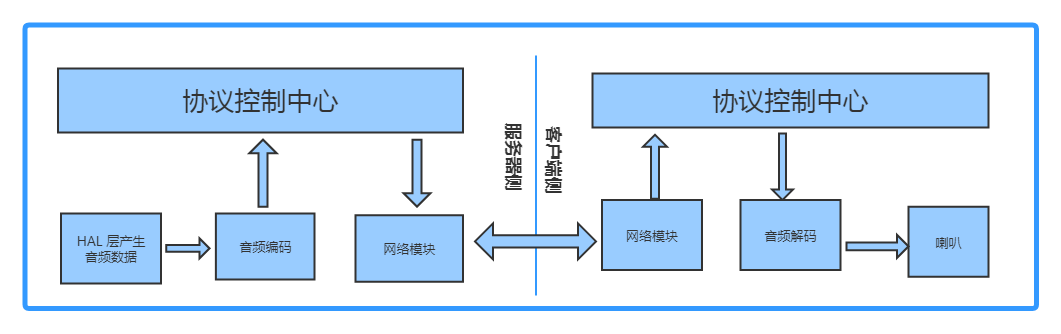 协议控制中心
协议控制中心
服务器侧
客户端侧
HAL 层产生
音频数据
音频编码
网络模块
网络模块
音频解码
喇叭